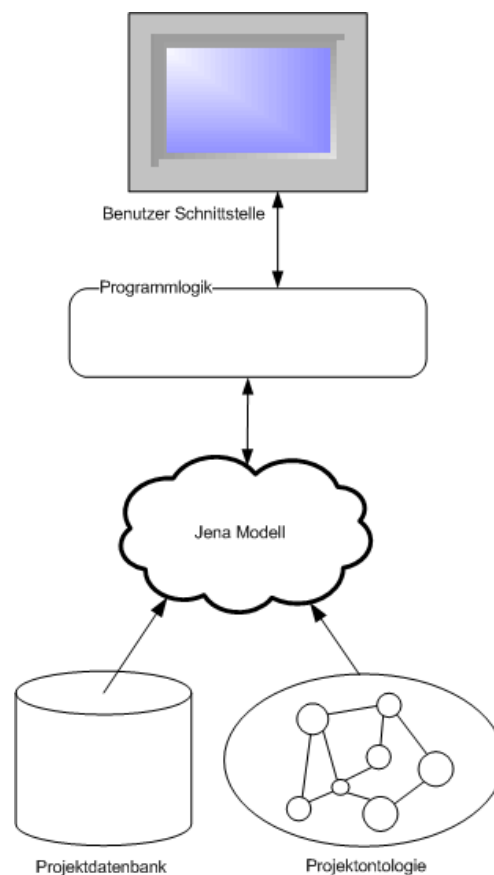 Benutzer Schnittstelle
Programmlogik
Jena Modell
Projektdatenbank
Projektontologie